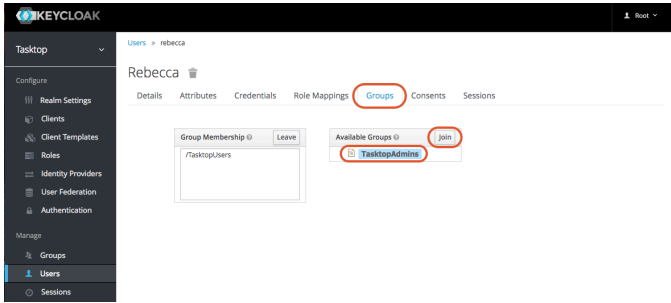 KEYCLOAK
Root
Tasktop
Users » rebecca
Rebecca
Configure
Details Attributes Credentials Role Mappings Groups Consents Sessions
Realm Settings
Clients
Client Templates
Roles
Identity Providers
User Federation
Authentication
Group Membership Leave
/TasktopUsers
Available Groups Join
TasktopAdmins
Manage
Groups
Users
Sessions